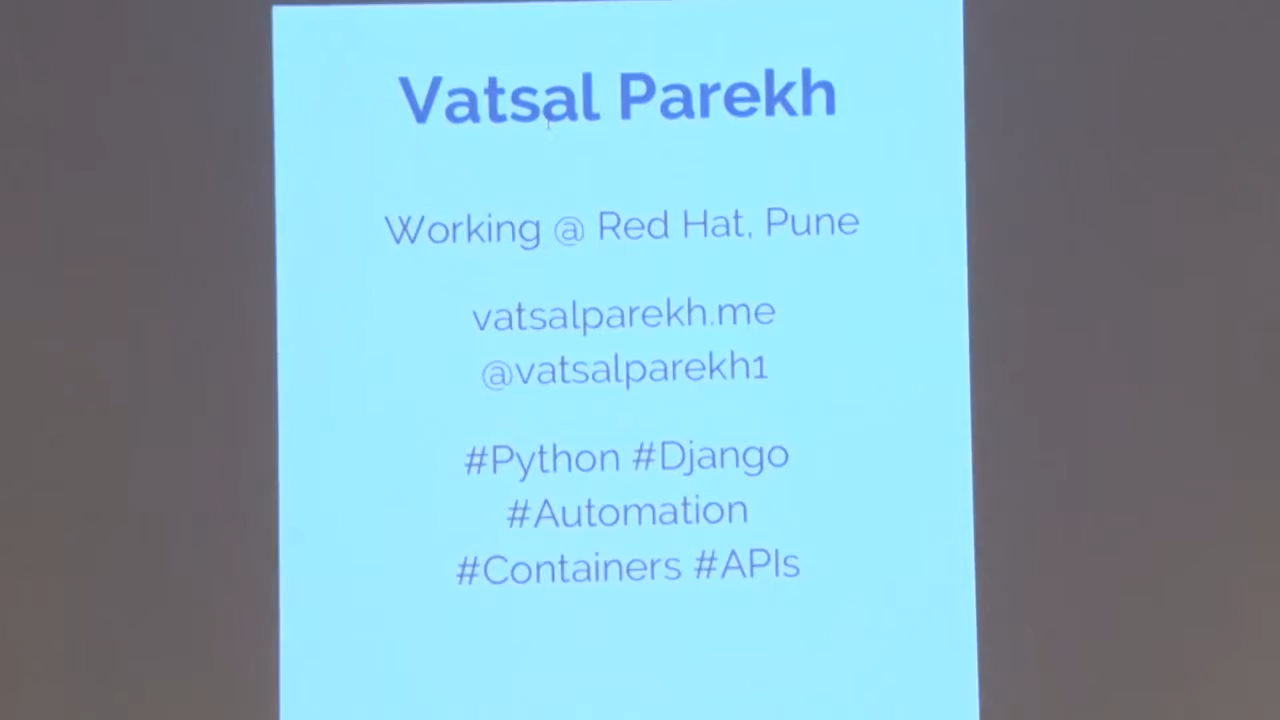 Vatsal Parekh
Working @ Red Hat, Pune
vatsalparekh.me
@vatsalparekh1
#Python #Django
#Automation
#Containers #APIs